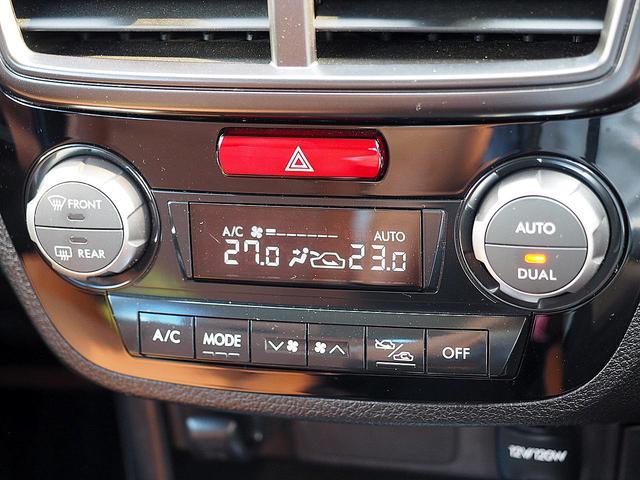 FRONT
REAR
A/C AUTO
27.0 23.0
AUTO
DUAL
A/C MODE OFF
12V/120W